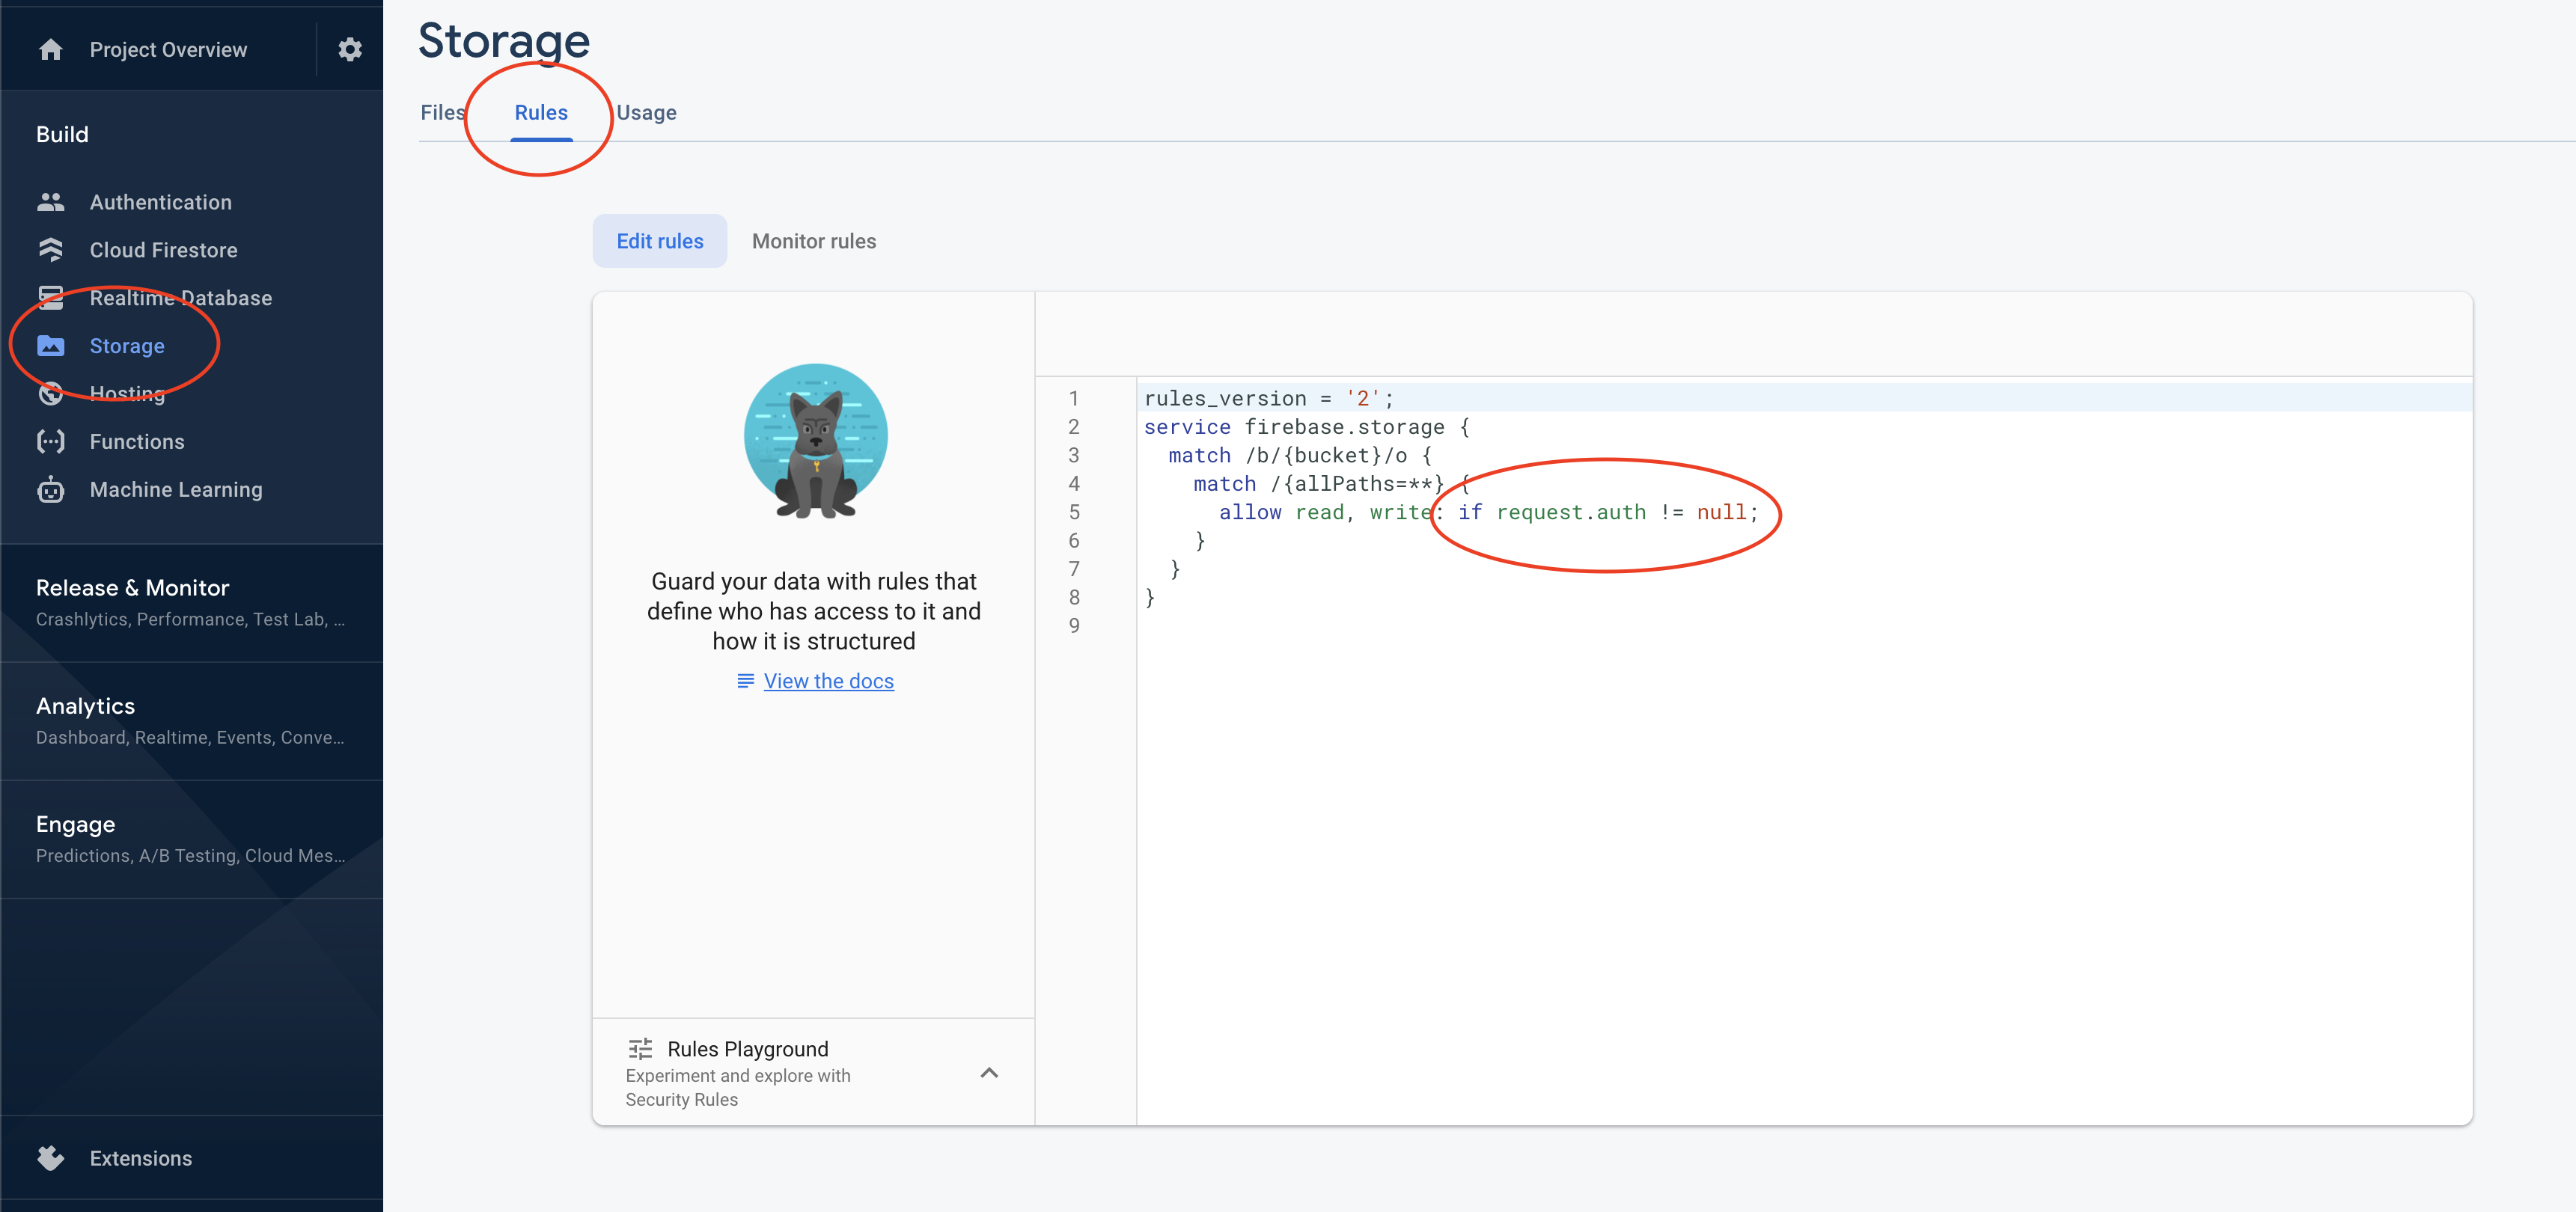 Project Overview
Build
Authentication
Cloud Firestore
Realtime Database
Storage
Hosting
Functions
Machine Learning
Release & Monitor
Crashlytics, Performance, Test Lab, ...
Analytics
Dashboard, Realtime, Events, Conve...
Engage
Predictions, A/B Testing, Cloud Mes...
Extensions
Storage
Files Rules Usage
Edit rules Monitor rules
Guard your data with rules that
define who has access to it and
how it is structured
View the docs
Rules Playground
Experiment and explore with
Security Rules
1 rules_version = '2';
2 service firebase.storage {
3 match /b/{bucket}/o {
4 match /{allPaths=**} {
5 allow read, write: if request.auth != null;
6 }
7 }
8 }
9